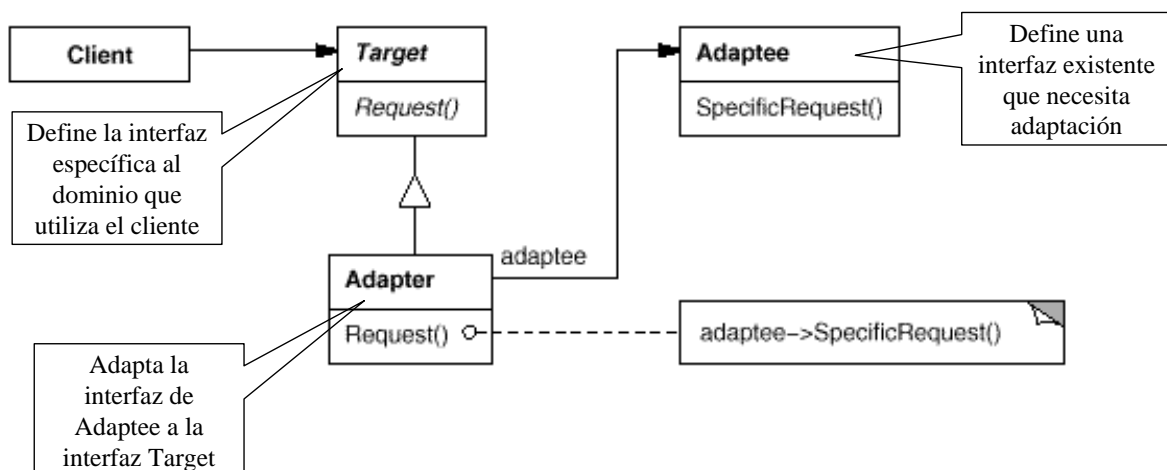 Client
Target
Request()
Adaptee
SpecificRequest()
Define una
interfaz existente
que necesita
adaptación
Define la interfaz
específica al
dominio que
utiliza el cliente
adaptee
Adapter
Request()
adaptee->SpecificRequest()
Adapta la
interfaz de
Adaptee a la
interfaz Target